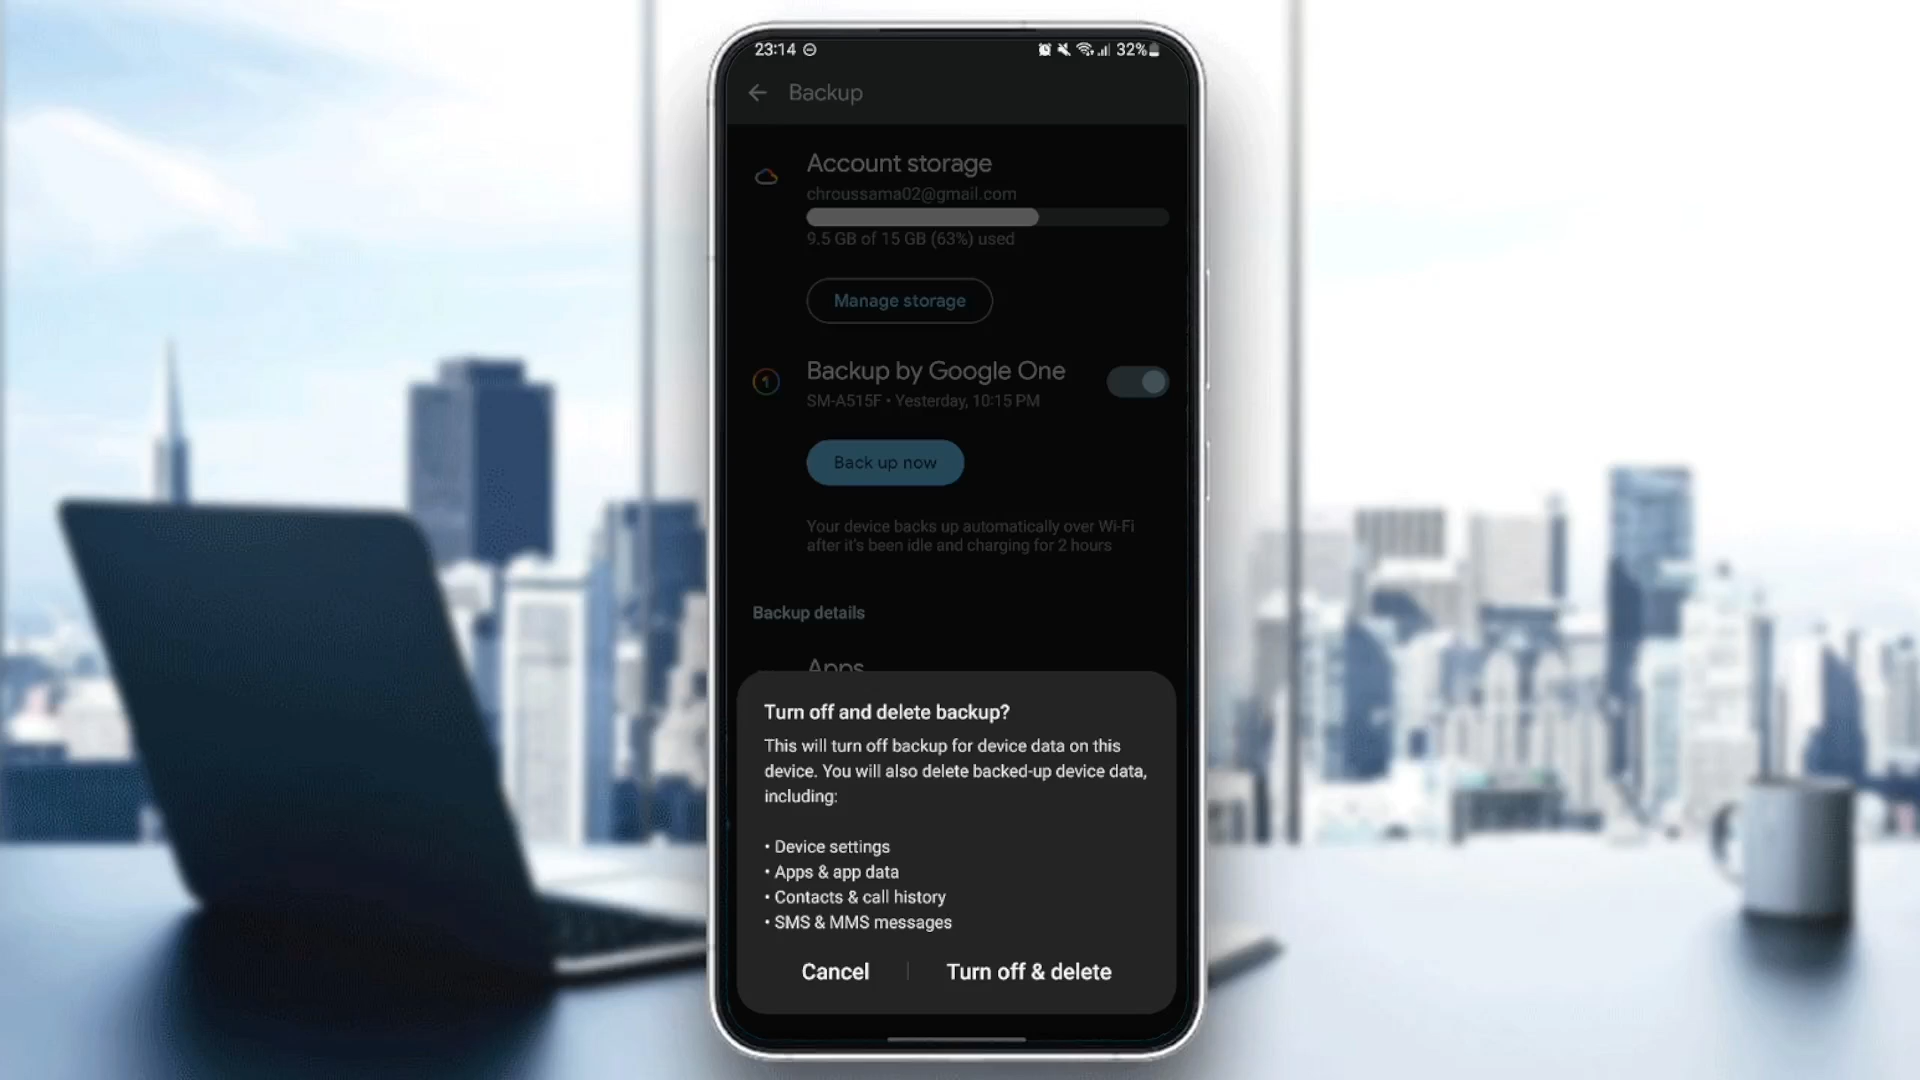 23:14
32%
Backup
Account storage
chroussama02@gmail.com
9.5 GB of 15 GB (63%) used
Manage storage
1
Backup by Google One
SM-A515F • Yesterday, 10:15 PM
Back up now
Your device backs up automatically over Wi-Fi
after it's been idle and charging for 2 hours
Backup details
Apps
Turn off and delete backup?
This will turn off backup for device data on this
device. You will also delete backed-up device data,
including:
• Device settings
• Apps & app data
• Contacts & call history
• SMS & MMS messages
Cancel
Turn off & delete